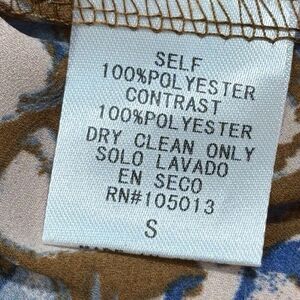 SELF
100%POLYESTER
CONTRAST
100%POLYESTER
DRY CLEAN ONLY
SOLO LAVADO
EN SECO
RN#105013
S